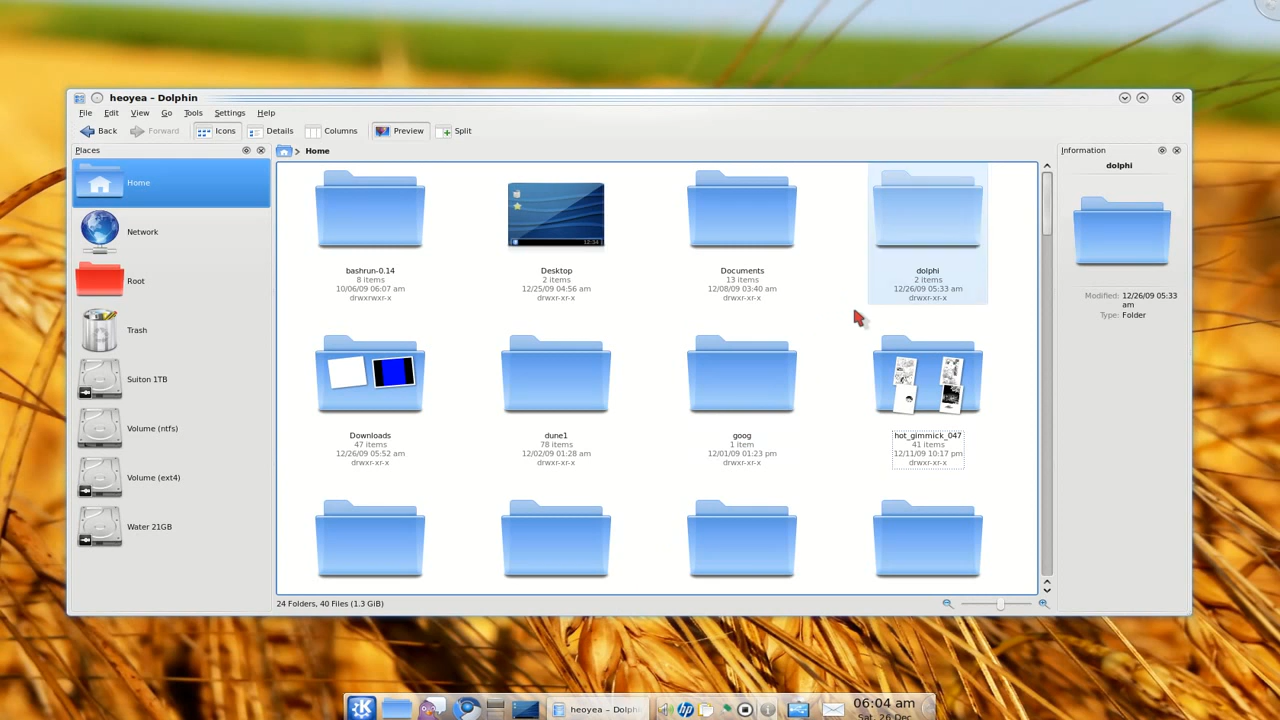 heoyea – Dolphin
File Edit View Go Tools Settings Help
Back Forward Icons Details Columns Preview Split
Places
Home
Network
Root
Trash
Suiton 1TB
Volume (ntfs)
Volume (ext4)
Water 21GB
Home
bashrun-0.14
8 items
10/06/09 06:07 am
drwxrwxr-x
12:34
Desktop
2 items
12/25/09 04:56 am
drwxr-xr-x
Documents
13 items
12/08/09 03:40 am
drwxr-xr-x
dolphi
2 items
12/26/09 05:33 am
drwxr-xr-x
Downloads
47 items
12/26/09 05:52 am
drwxr-xr-x
dune1
78 items
12/02/09 01:28 am
drwxr-xr-x
goog
1 item
12/01/09 01:23 pm
drwxr-xr-x
hot_gimmick_047
41 items
12/11/09 10:17 pm
drwxr-xr-x
24 Folders, 40 Files (1.3 GiB)
Information
dolphi
Modified: 12/26/09 05:33
am
Type: Folder
heoyea – Dolph
hp
06:04 am
Sat, 26 Dec